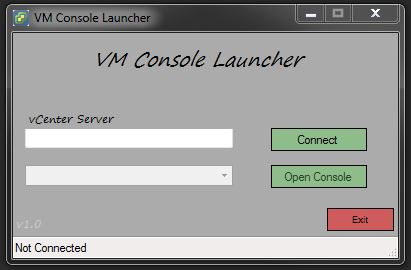 VM Console Launcher
VM Console Launcher
vCenter Server
Connect
Open Console
Exit
v1.0
Not Connected